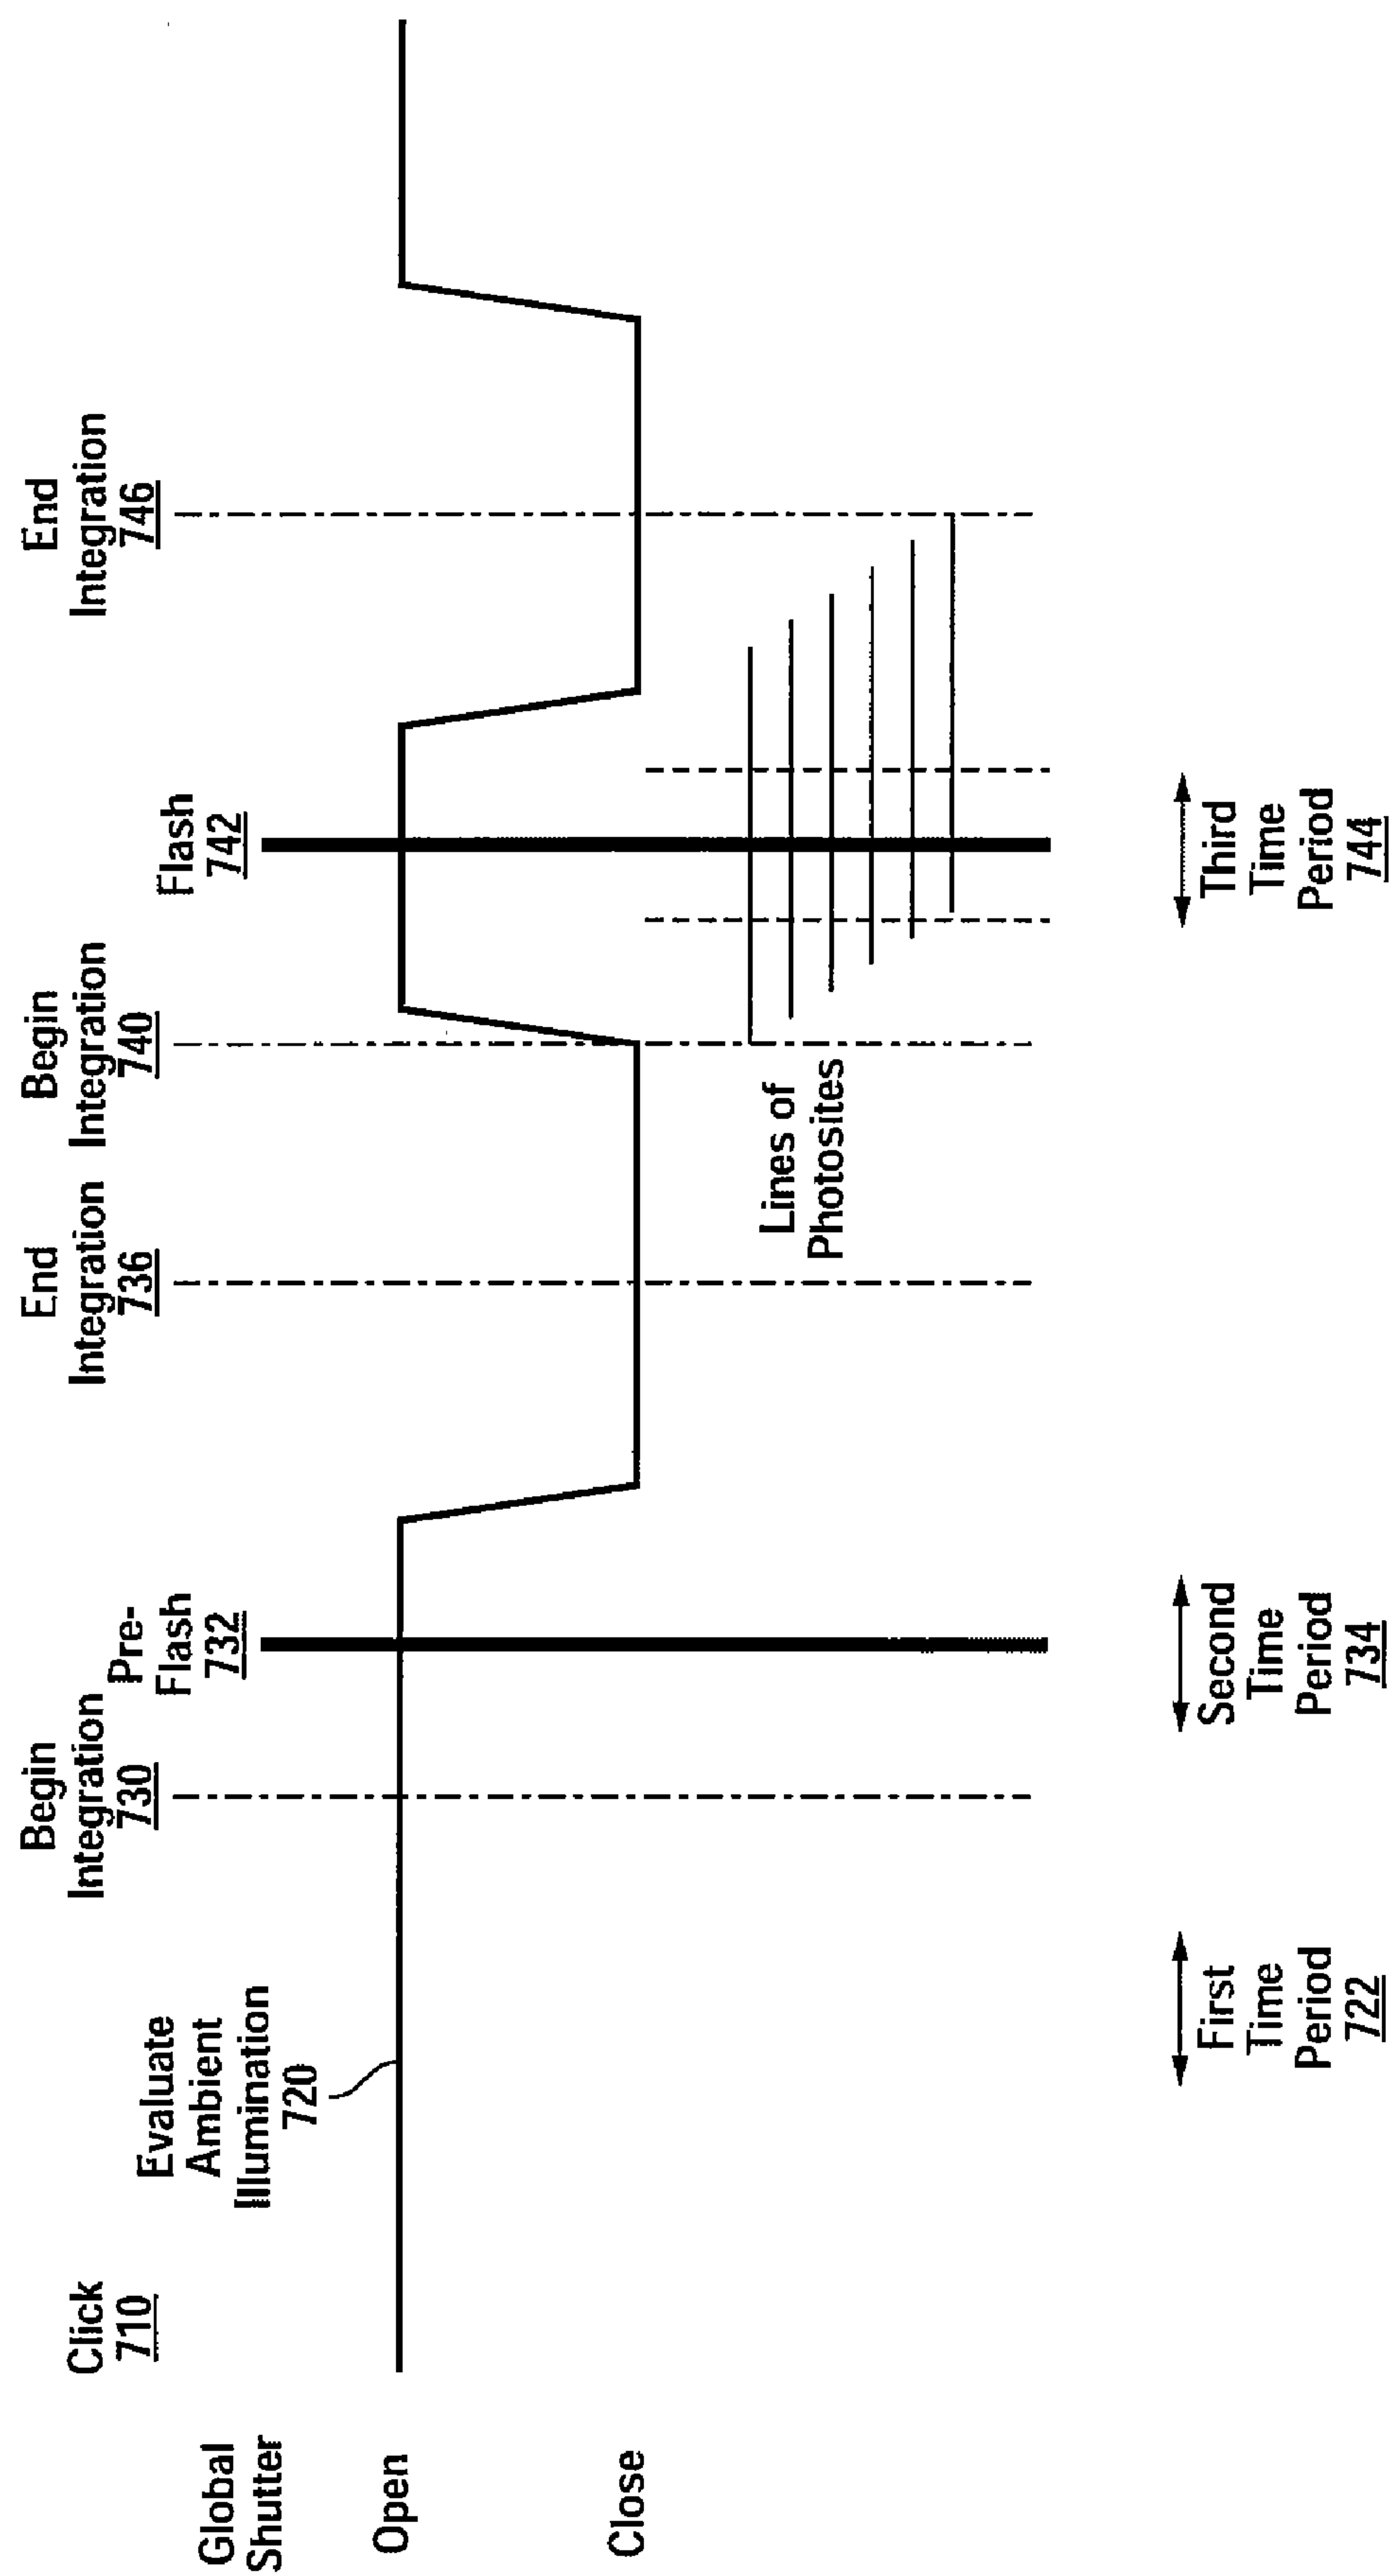 Click
710
Evaluate
Ambient
Illumination
720
Begin
Integration
730
Pre-
Flash
732
End
Integration
736
Begin
Integration
740
Flash
742
End
Integration
746
Global
Shutter
Open
Close
Lines of
Photosites
First
Time
Period
722
Second
Time
Period
734
Third
Time
Period
744